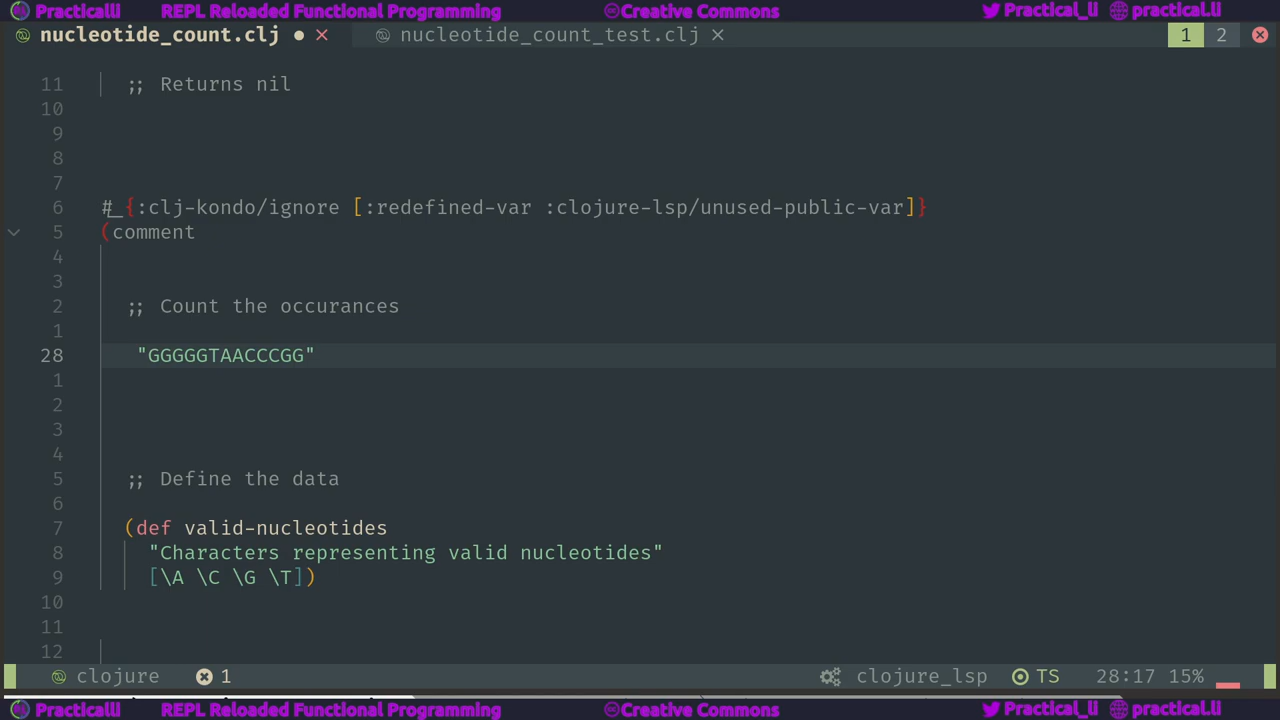 Practicalli REPL Reloaded Functional Programming Creative Commons Practical_li practical.li
nucleotide_count.clj nucleotide_count_test.clj 1 2
11 ;; Returns nil
10
9
8
7
6 #_{:clj-kondo/ignore [:redefined-var :clojure-lsp/unused-public-var]}
5 (comment
4
3
2 ;; Count the occurances
1
28 "GGGGGTAACCCGG"
1
2
3
4
5 ;; Define the data
6
7 (def valid-nucleotides
8 "Characters representing valid nucleotides"
9 [\A \C \G \T])
10
11
12
clojure 1 clojure_lsp TS 28:17 15%
Practicalli REPL Reloaded Functional Programming Creative Commons Practical_li practical.li